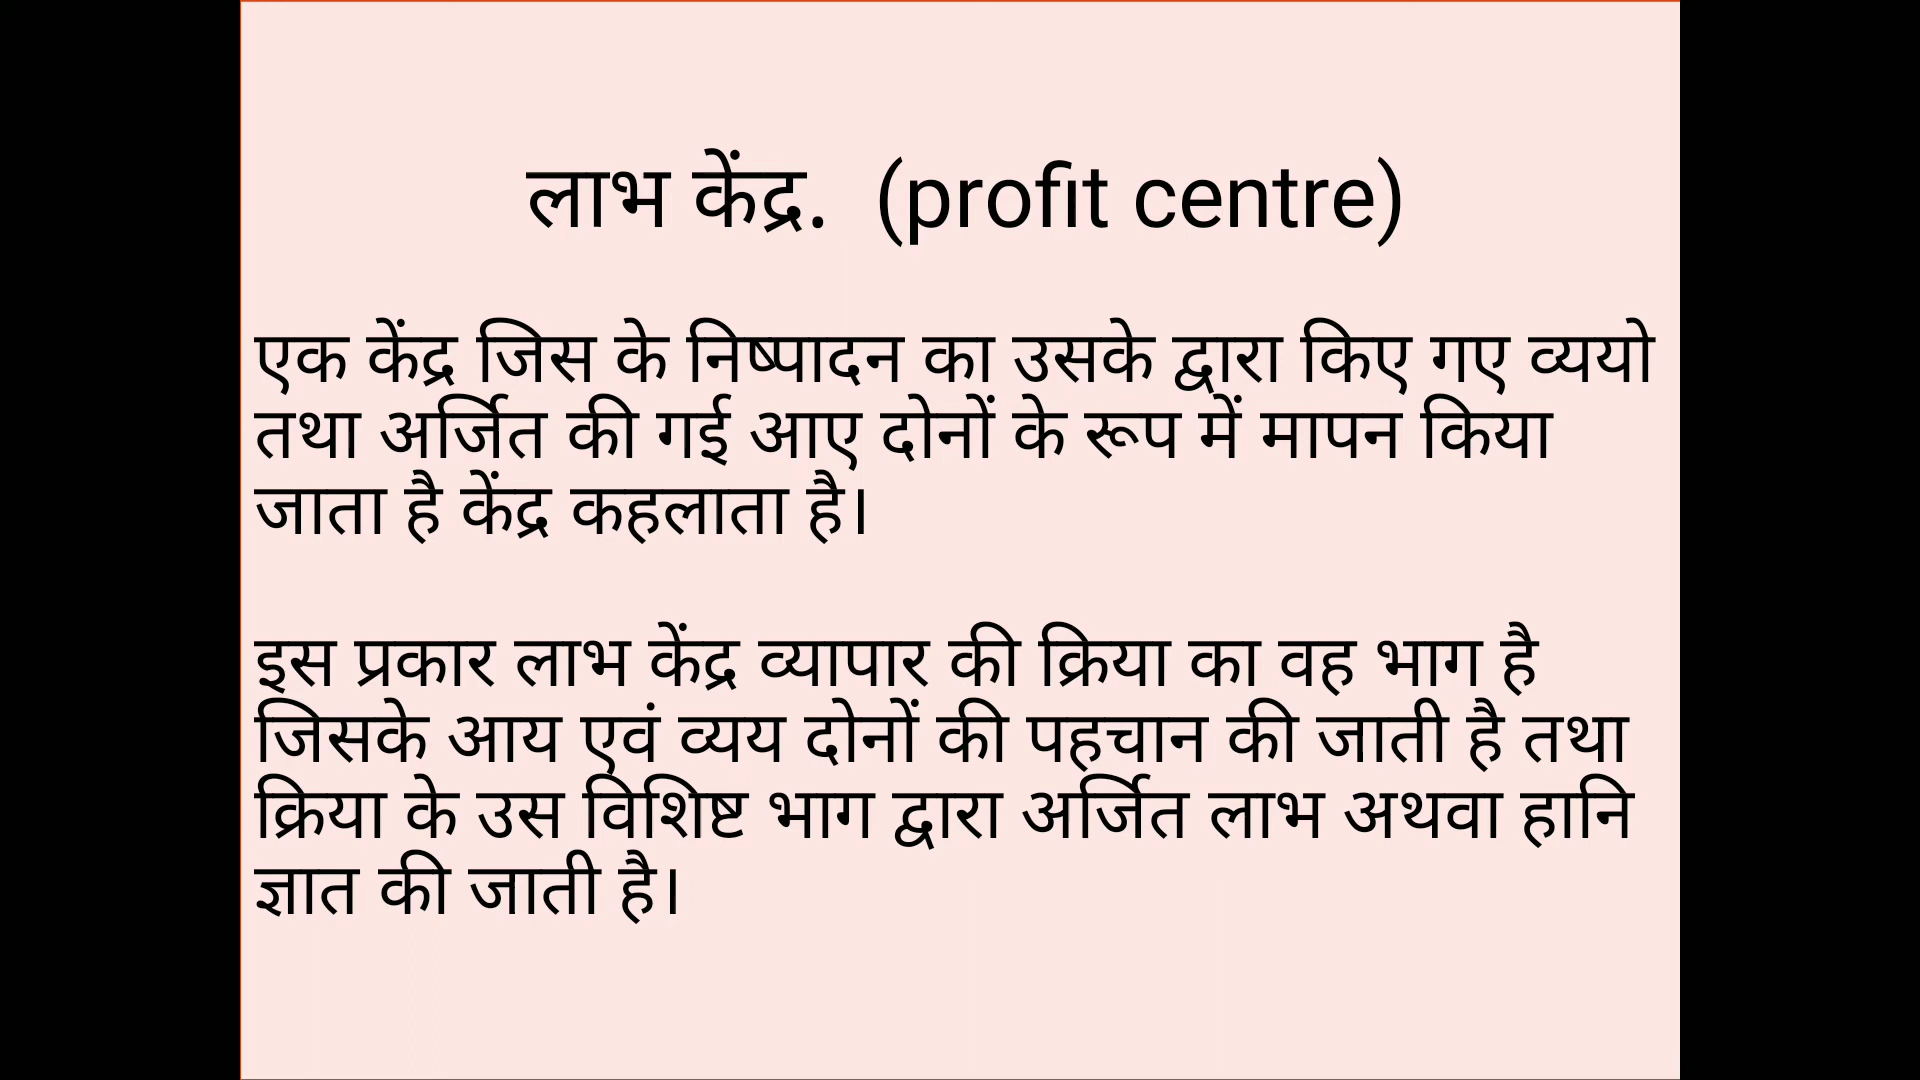 लाभ केंद्र.  (profit centre)
एक केंद्र जिस के निष्पादन का उसके द्वारा किए गए व्ययो
तथा अर्जित की गई आए दोनों के रूप में मापन किया
जाता है केंद्र कहलाता है।
इस प्रकार लाभ केंद्र व्यापार की क्रिया का वह भाग है
जिसके आय एवं व्यय दोनों की पहचान की जाती है तथा
क्रिया के उस विशिष्ट भाग द्वारा अर्जित लाभ अथवा हानि
ज्ञात की जाती है।